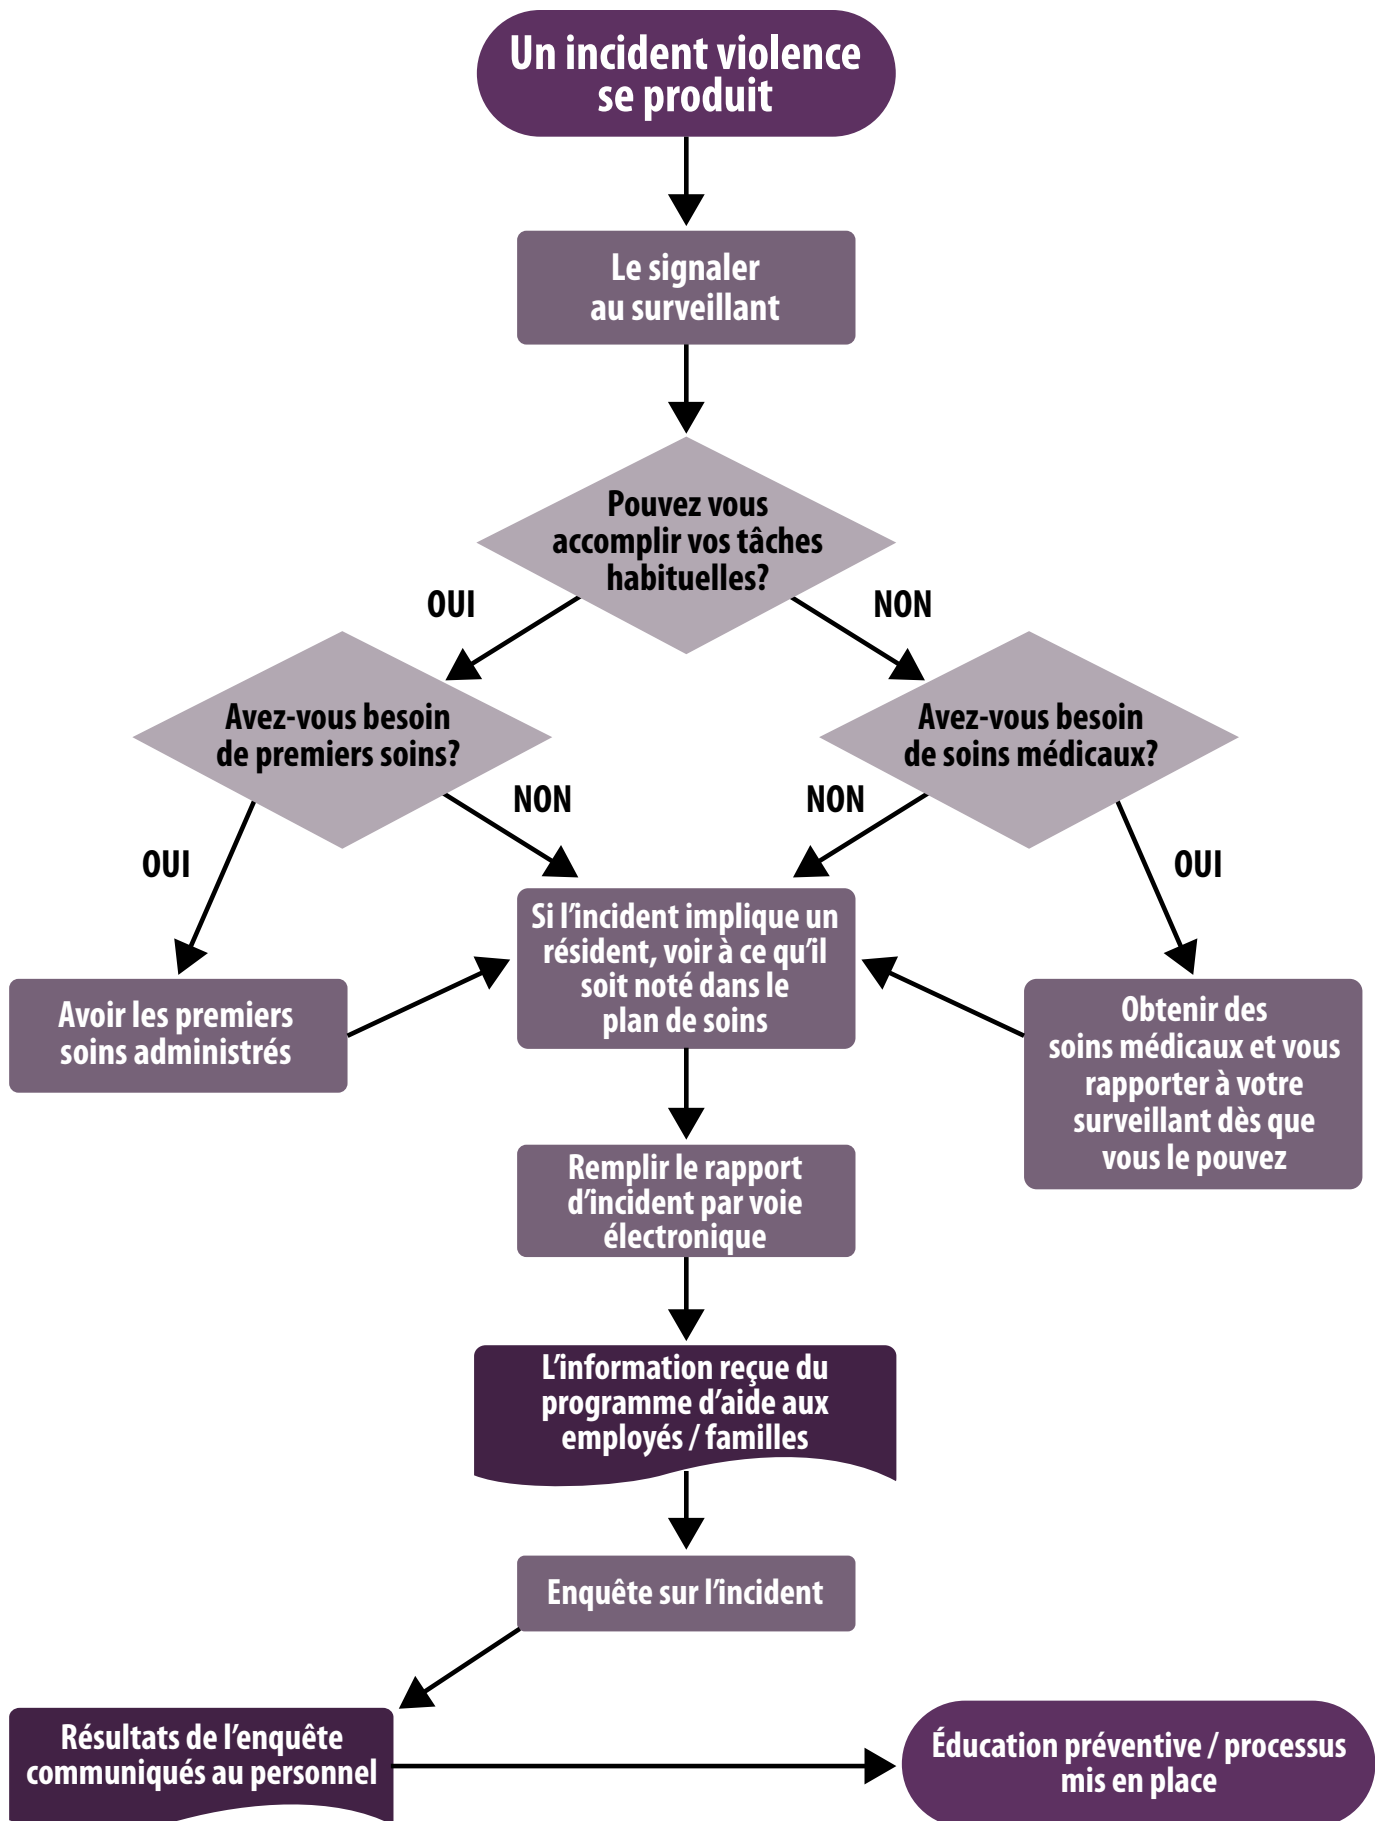 Un incident violence
se produit
Le signaler
au surveillant
Pouvez vous
accomplir vos tâches
habituelles?
OUI
NON
Avez-vous besoin
de premiers soins?
Avez-vous besoin
de soins médicaux?
NON
NON
OUI
OUI
Si l'incident implique un
résident, voir à ce qu'il
soit noté dans le
plan de soins
Avoir les premiers
soins administrés
Obtenir des
soins médicaux et vous
rapporter à votre
surveillant dès que
vous le pouvez
Remplir le rapport
d'incident par voie
électronique
L'information reçue du
programme d'aide aux
employés / familles
Enquête sur l'incident
Résultats de l'enquête
communiqués au personnel
Éducation préventive / processus
mis en place